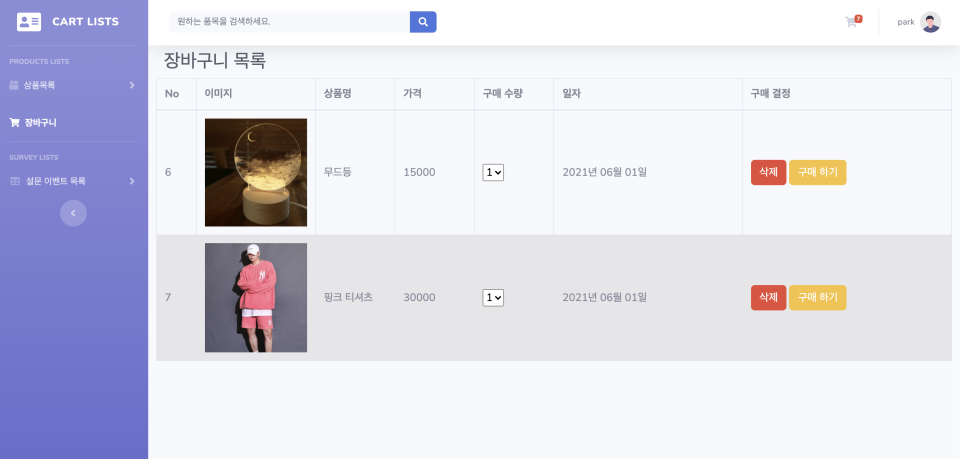 CART LISTS
원하는 품목을 검색하세요.
7
park
PRODUCTS LISTS
상품목록
장바구니
SURVEY LISTS
설문 이벤트 목록
장바구니 목록
No 이미지 상품명 가격 구매 수량 일자 구매 결정
6 무드등 15000 1 2021년 06월 01일 삭제 구매 하기
7 핑크 티셔츠 30000 1 2021년 06월 01일 삭제 구매 하기